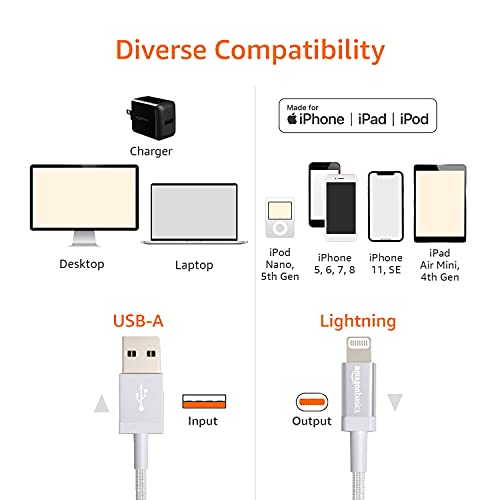 Diverse Compatibility
Charger
Desktop
Laptop
Made for
iPhone | iPad | iPod
iPod
Nano,
5th Gen
iPhone
5, 6, 7, 8
iPhone
11, SE
iPad
Air Mini,
4th Gen
USB-A
Input
Lightning
Output
amazonbasics